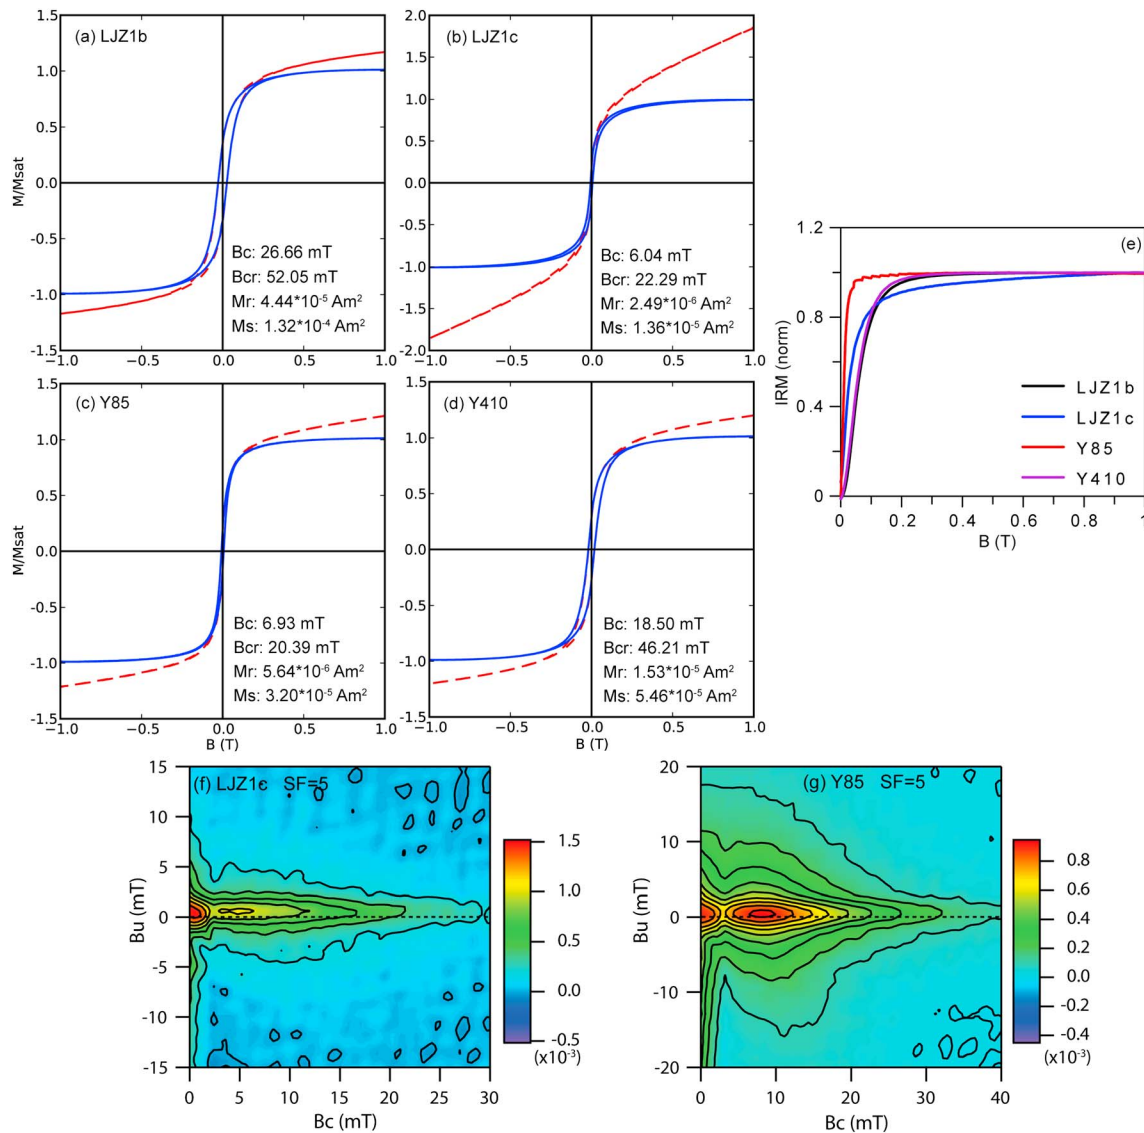 (a) LJZ1b
1.5
1.0
0.5
0.0
-0.5
-1.0
-1.5
M/Msat
−1.0
−0.5
0.0
0.5
1.0
Bc: 26.66 mT
Bcr: 52.05 mT
Mr: 4.44*10⁻⁵ Am²
Ms: 1.32*10⁻⁴ Am²
(b) LJZ1c
2.0
1.5
1.0
0.5
0.0
-0.5
-1.0
1.5
2.0
−1.0
−0.5
0.0
0.5
1.0
Bc: 6.04 mT
Bcr: 22.29 mT
Mr: 2.49*10⁻⁶ Am²
Ms: 1.36*10⁻⁵ Am²
(c) Y85
1.5
1.0
0.5
0.0
-0.5
-1.0
-1.5
M/Msat
−1.0
−0.5
0.0
0.5
1.0
B (T)
Bc: 6.93 mT
Bcr: 20.39 mT
Mr: 5.64*10⁻⁶ Am²
Ms: 3.20*10⁻⁵ Am²
(d) Y410
1.5
1.0
0.5
0.0
-0.5
-1.0
-1.5
−1.0
−0.5
0.0
0.5
1.0
B (T)
Bc: 18.50 mT
Bcr: 46.21 mT
Mr: 1.53*10⁻⁵ Am²
Ms: 5.46*10⁻⁵ Am²
(e)
1.2
0.8
0.4
0
IRM (norm)
LJZ1b
LJZ1c
Y85
Y410
0
0.2
0.4
0.6
0.8
1
B (T)
(f) LJZ1c SF=5
15
10
5
0
-5
-10
-15
Bu (mT)
0
5
10
15
20
25
30
Bc (mT)
1.5
1.0
0.5
0.0
-0.5
(x10⁻³)
(g) Y85 SF=5
20
10
0
-10
-20
Bu (mT)
0
10
20
30
40
Bc (mT)
0.8
0.6
0.4
0.2
0.0
-0.2
-0.4
(x10⁻³)